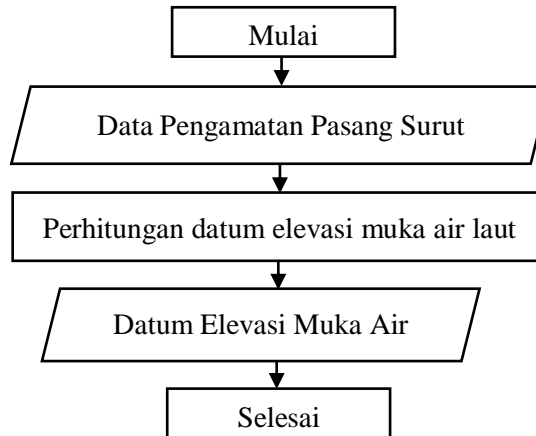 Mulai
Data Pengamatan Pasang Surut
Perhitungan datum elevasi muka air laut
Datum Elevasi Muka Air
Selesai